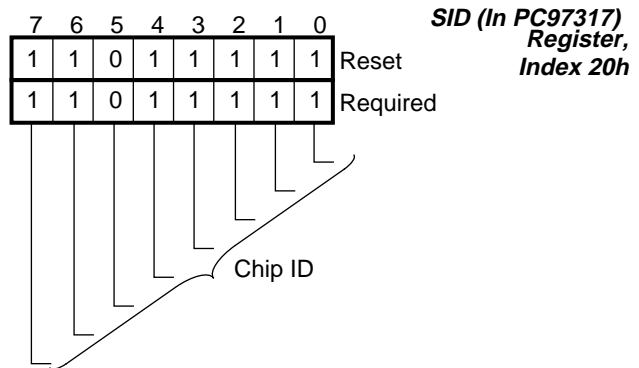 SID (In PC97317)
Register,
Index 20h
7 6 5 4 3 2 1 0
1 1 0 1 1 1 1 1 Reset
1 1 0 1 1 1 1 1 Required
Chip ID